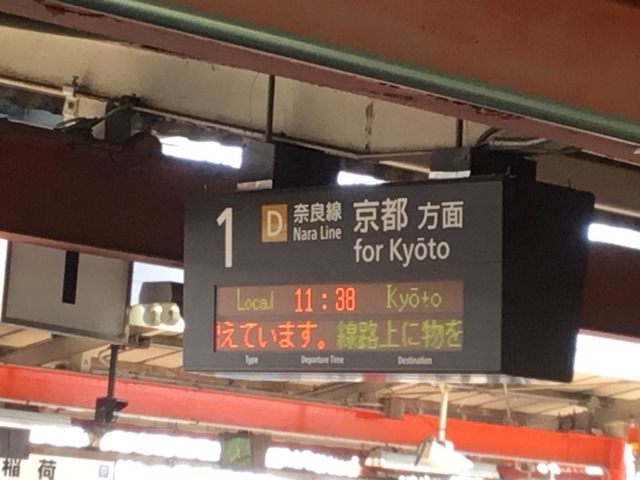 1 D 奈良線 京都 方面
Nara Line for Kyōto
Local 11:38 Kyōto
えています。線路上に物を
Type Departure Time Destination
稲荷